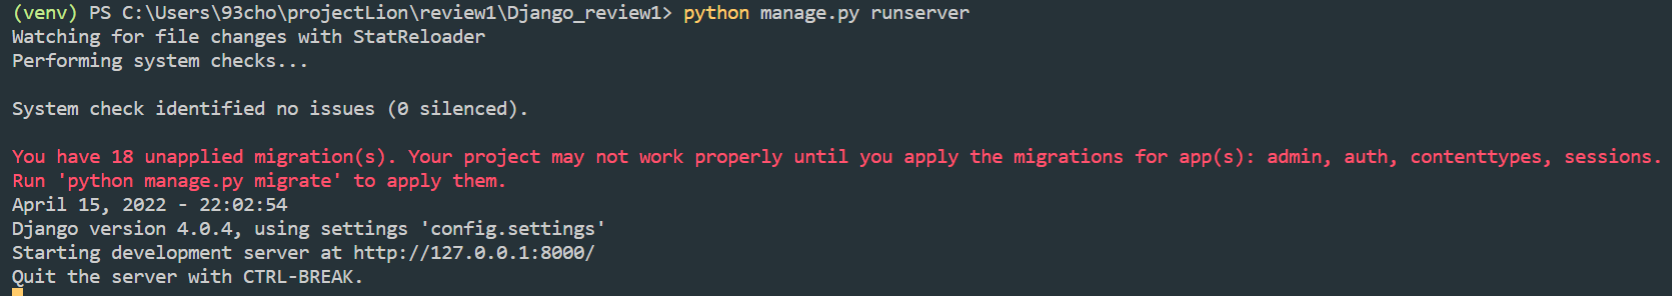 (venv) PS C:\Users\93cho\projectLion\review1\Django_review1> python manage.py runserver
Watching for file changes with StatReloader
Performing system checks...
System check identified no issues (0 silenced).
You have 18 unapplied migration(s). Your project may not work properly until you apply the migrations for app(s): admin, auth, contenttypes, sessions.
Run 'python manage.py migrate' to apply them.
April 15, 2022 - 22:02:54
Django version 4.0.4, using settings 'config.settings'
Starting development server at http://127.0.0.1:8000/
Quit the server with CTRL-BREAK.